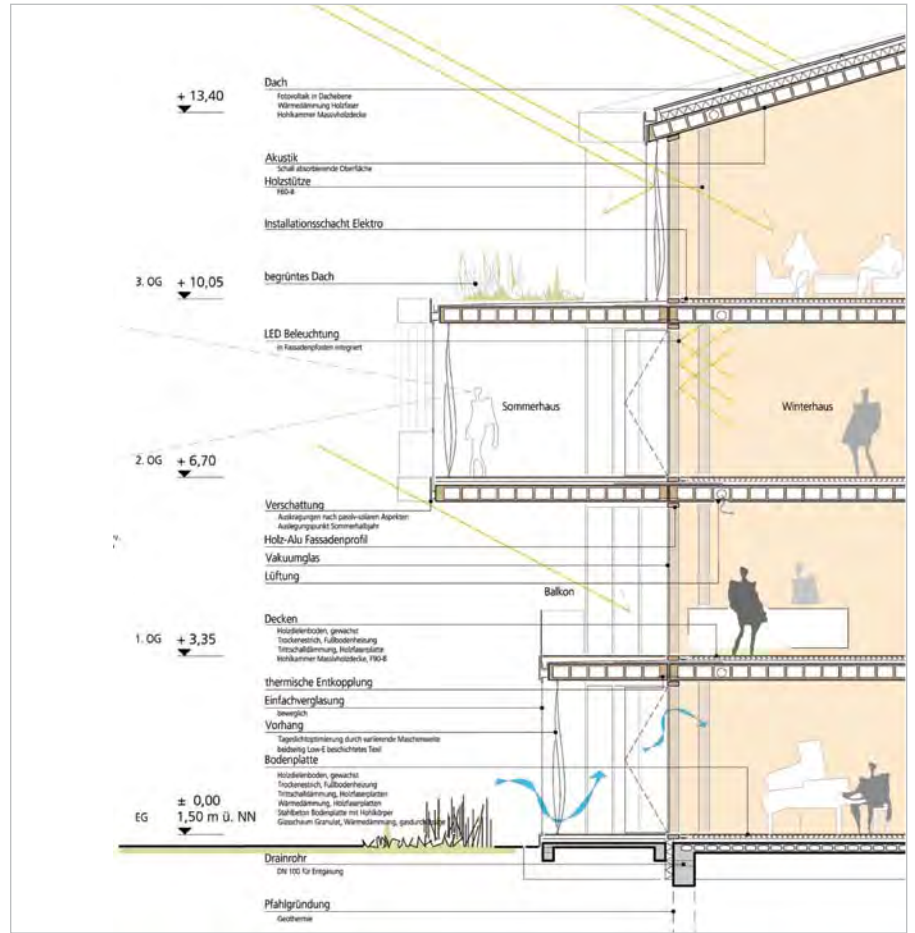 Dach
Fotovoltaik in Dachebene
Wärmedämmung Holzfaser
Hohlkammer Massivholzdecke
+ 13,40
Akustik
Schall absorbierende Oberfläche
Holzstütze
F60-B
Installationsschacht Elektro
3. OG + 10,05
begrüntes Dach
LED Beleuchtung
in Fassadenpfosten integriert
Sommerhaus
Winterhaus
2. OG + 6,70
Verschattung
Auskragungen nach passiv-solaren Aspekten
Auslegungspunkt Sommerhalbjahr
Holz-Alu Fassadenprofil
Vakuumglas
Lüftung
Balkon
1. OG + 3,35
Decken
Holzdielenboden, gewachst
Trockenestrich, Fußbodenheizung
Trittschalldämmung, Holzfaserplatte
Hohlkammer Massivholzdecke, F90-B
thermische Entkopplung
Einfachverglasung
beweglich
Vorhang
Tageslichtoptimierung durch variierende Maschenweite
beidseitig Low-E beschichtetes Textil
Bodenplatte
Holzdielenboden, gewachst
Trockenestrich, Fußbodenheizung
Trittschalldämmung, Holzfaserplatten
Wärmedämmung, Holzfaserplatten
Stahlbeton Bodenplatte mit Hohlkörper
Glasschaum Granulat, Wärmedämmung,
± 0,00
EG 1,50 m ü. NN
Drainrohr
DN 100 für Entgasung
Pfahlgründung
Geothermie